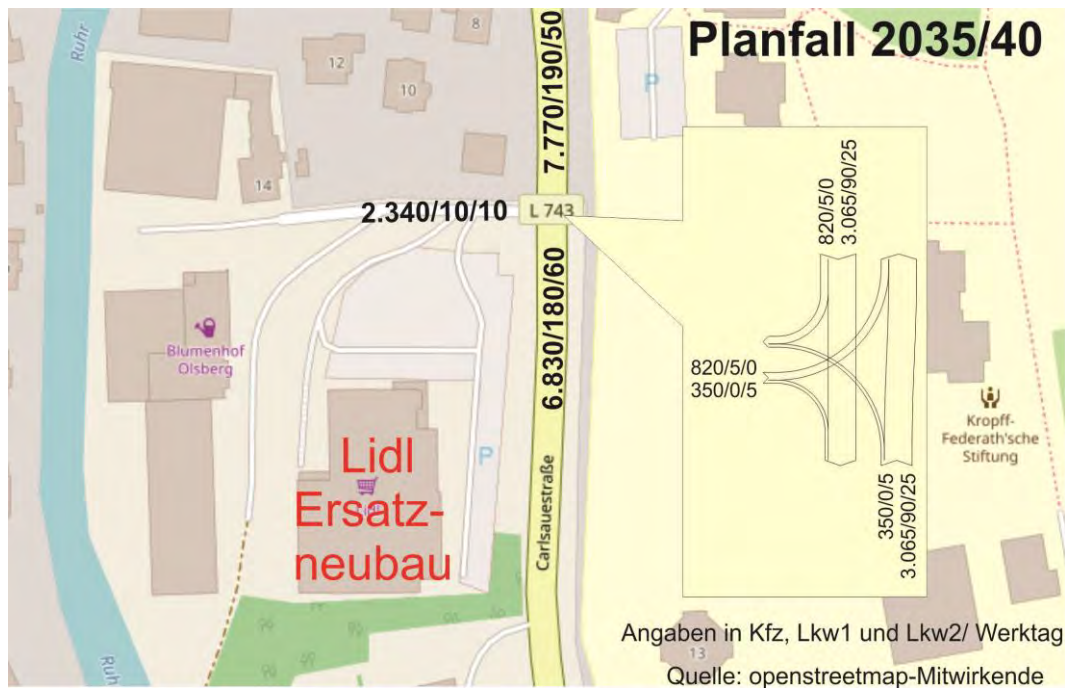 Planfall 2035/40
Ruhr
8
12
10
14
P
7.770/190/50
2.340/10/10
L 743
6.830/180/60
820/5/0
3.065/90/25
820/5/0
350/0/5
350/0/5
3.065/90/25
Blumenhof
Olsberg
Lidl
Ersatz-
neubau
P
Carlsauestraße
Kropff-
Federath'sche
Stiftung
13
Ruhr
Angaben in Kfz, Lkw1 und Lkw2/ Werktag
Quelle: openstreetmap-Mitwirkende